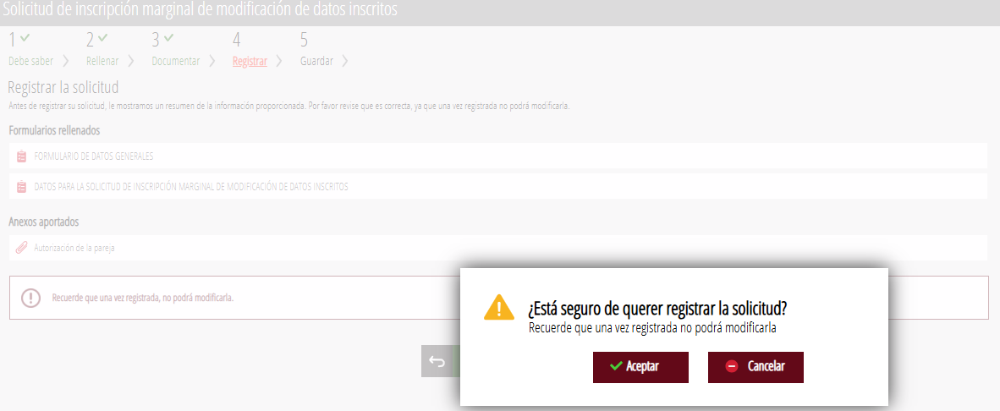 Solicitud de inscripción marginal de modificación de datos inscritos
1 2 3 4 5
Debe saber Rellenar Documentar Registrar Guardar
Registrar la solicitud
Antes de registrar su solicitud, le mostramos un resumen de la información proporcionada. Por favor revise que es correcta, ya que una vez registrada no podrá modificarla.
Formularios rellenados
FORMULARIO DE DATOS GENERALES
DATOS PARA LA SOLICITUD DE INSCRIPCIÓN MARGINAL DE MODIFICACIÓN DE DATOS INSCRITOS
Anexos aportados
Autorización de la pareja
Recuerde que una vez registrada, no podrá modificarla.
¿Está seguro de querer registrar la solicitud?
Recuerde que una vez registrada no podrá modificarla
Aceptar Cancelar